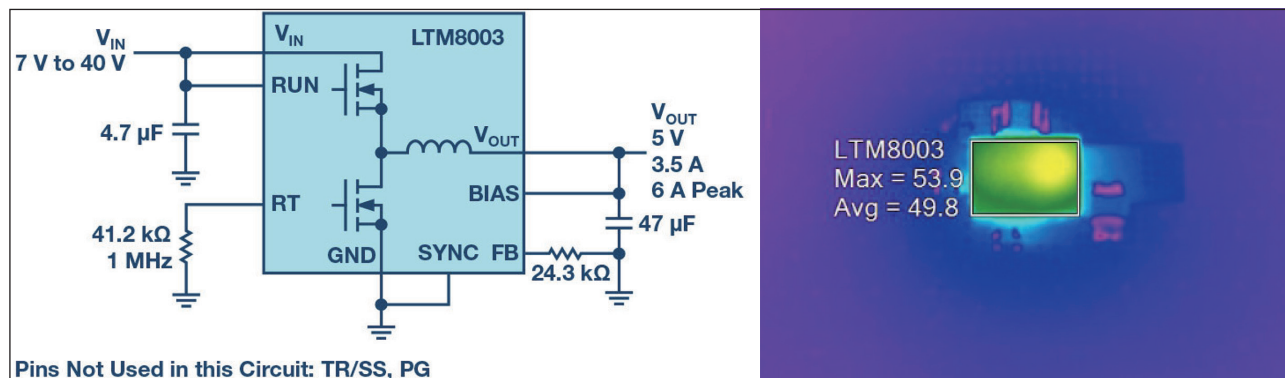 V_IN
7 V to 40 V
4.7 µF
41.2 kΩ
1 MHz
V_IN
LTM8003
RUN
RT
GND
SYNC
FB
V_OUT
BIAS
V_OUT
5 V
3.5 A
6 A Peak
47 µF
24.3 kΩ
Pins Not Used in this Circuit: TR/SS, PG
LTM8003
Max = 53.9
Avg = 49.8